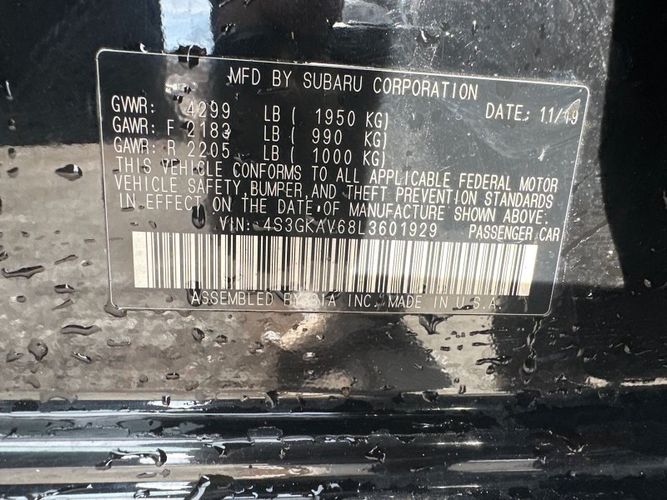 MFD BY SUBARU CORPORATION
GVWR: 4299 LB ( 1950 KG) DATE: 11/19
GAWR: F 2183 LB ( 990 KG)
GAWR: R 2205 LB ( 1000 KG)
THIS VEHICLE CONFORMS TO ALL APPLICABLE FEDERAL MOTOR
VEHICLE SAFETY, BUMPER, AND THEFT PREVENTION STANDARDS
IN EFFECT ON THE DATE OF MANUFACTURE SHOWN ABOVE.
VIN: 4S3GKAV68L3601929 PASSENGER CAR
ASSEMBLED BY SIA INC. MADE IN U.S.A.